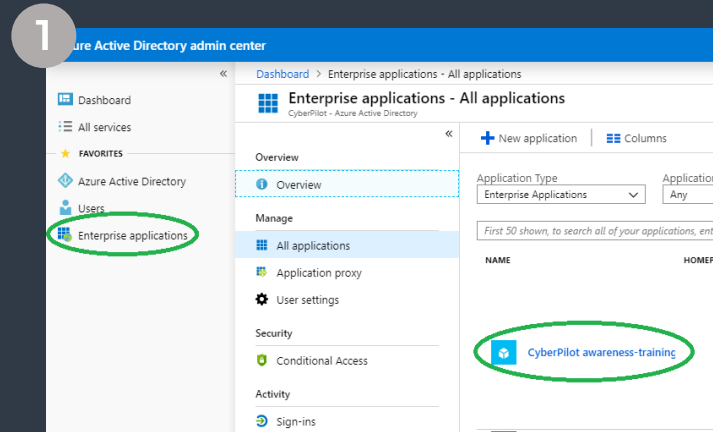 1
ure Active Directory admin center
«
Dashboard
All services
FAVORITES
Azure Active Directory
Users
Enterprise applications
Dashboard > Enterprise applications - All applications
Enterprise applications - All applications
CyberPilot - Azure Active Directory
«
Overview
Overview
Manage
All applications
Application proxy
User settings
Security
Conditional Access
Activity
Sign-ins
New application
Columns
Application Type
Enterprise Applications
Application
Any
First 50 shown, to search all of your applications, ent
NAME
HOMEP
CyberPilot awareness-training